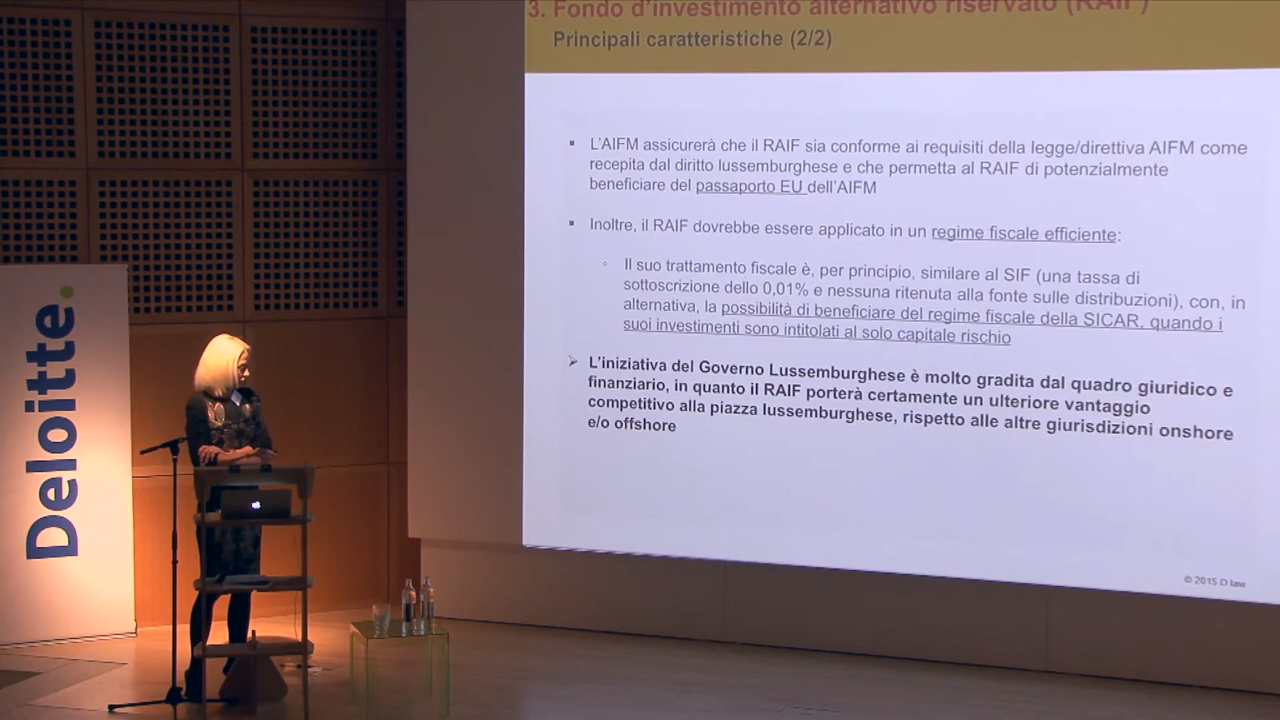 3. Fondo d'investimento alternativo riservato (RAIF)
Principali caratteristiche (2/2)
▪ L'AIFM assicurerà che il RAIF sia conforme ai requisiti della legge/direttiva AIFM come
recepita dal diritto lussemburghese e che permetta al RAIF di potenzialmente
beneficiare del passaporto EU dell'AIFM
▪ Inoltre, il RAIF dovrebbe essere applicato in un regime fiscale efficiente:
◦ Il suo trattamento fiscale è, per principio, similare al SIF (una tassa di
sottoscrizione dello 0,01% e nessuna ritenuta alla fonte sulle distribuzioni), con, in
alternativa, la possibilità di beneficiare del regime fiscale della SICAR, quando i
suoi investimenti sono intitolati al solo capitale rischio
➢ L'iniziativa del Governo Lussemburghese è molto gradita dal quadro giuridico e
finanziario, in quanto il RAIF porterà certamente un ulteriore vantaggio
competitivo alla piazza lussemburghese, rispetto alle altre giurisdizioni onshore
e/o offshore
© 2015 D law
Deloitte.